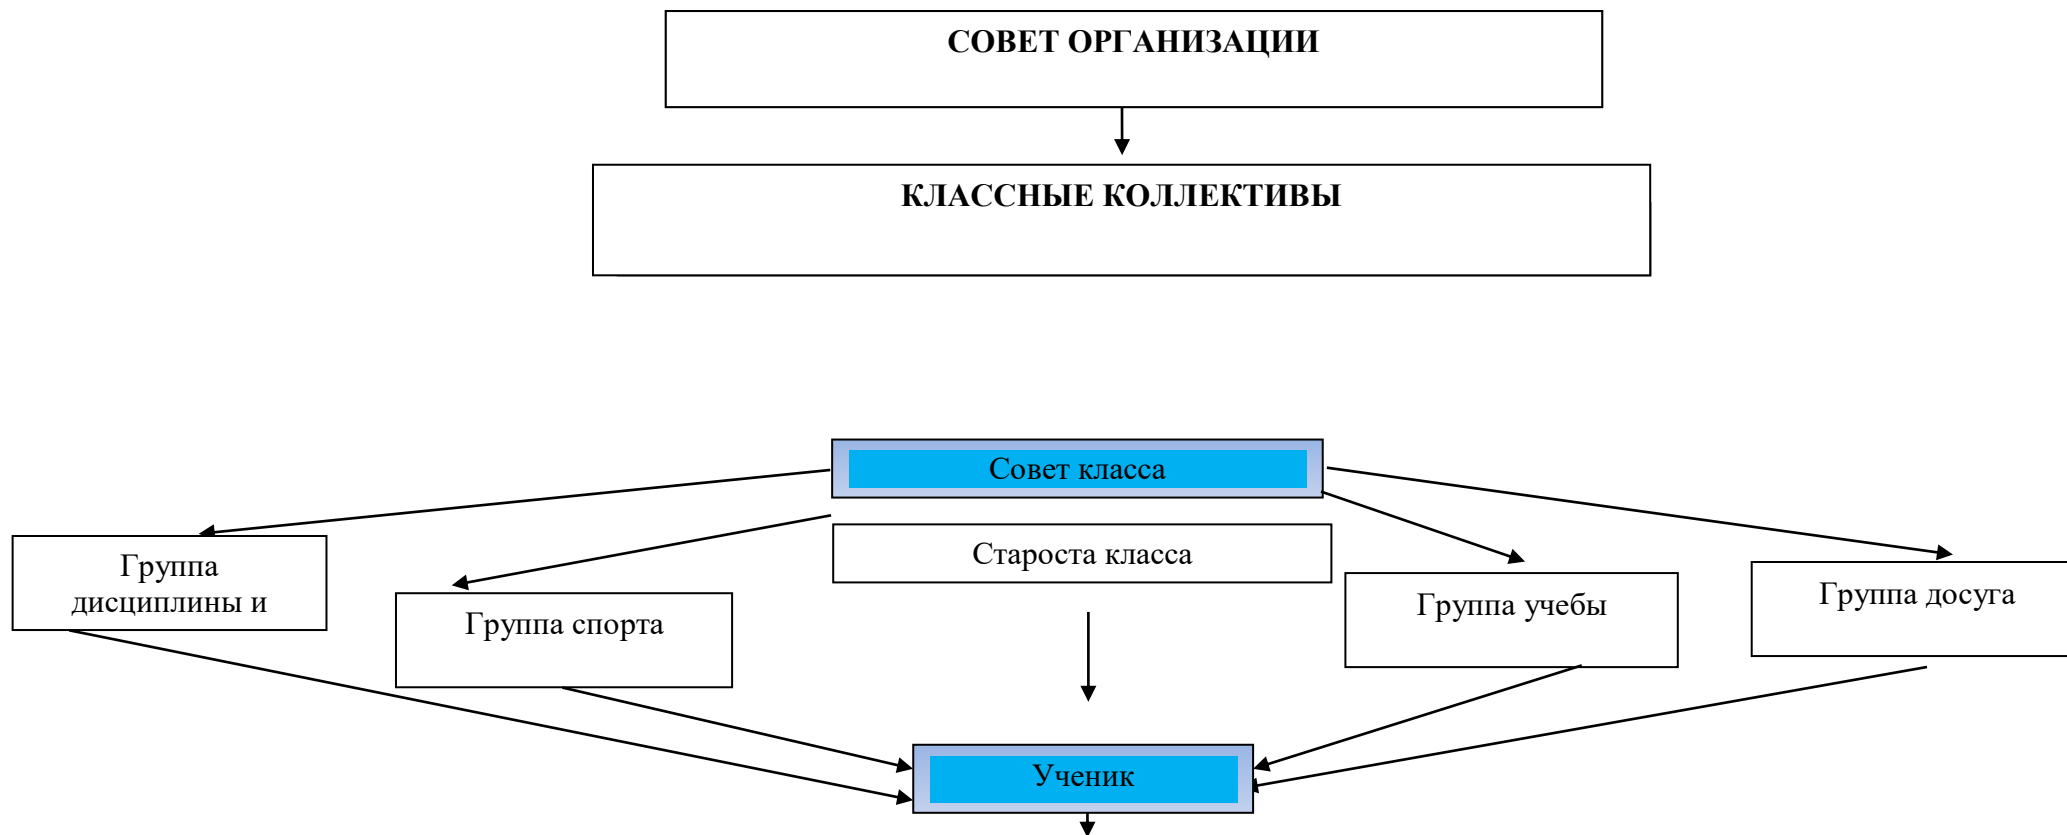 СОВЕТ ОРГАНИЗАЦИИ
КЛАССНЫЕ КОЛЛЕКТИВЫ
Совет класса
Староста класса
Группа
дисциплины и
Группа спорта
Группа учебы
Группа досуга
Ученик